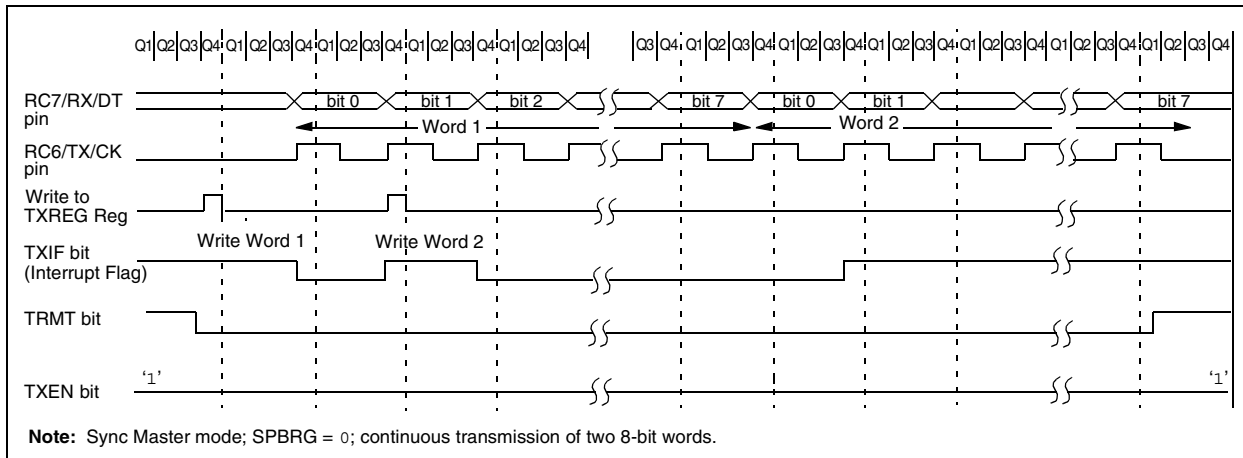 Q1 Q2 Q3 Q4 Q1 Q2 Q3 Q4 Q1 Q2 Q3 Q4 Q1 Q2 Q3 Q4 Q1 Q2 Q3 Q4 Q3 Q4 Q1 Q2 Q3 Q4 Q1 Q2 Q3 Q4 Q1 Q2 Q3 Q4 Q1 Q2 Q3 Q4 Q1 Q2 Q3 Q4 Q1 Q2 Q3 Q4
RC7/RX/DT
pin
bit 0 bit 1 bit 2 bit 7 bit 0 bit 1 bit 7
Word 1 Word 2
RC6/TX/CK
pin
Write to
TXREG Reg
Write Word 1 Write Word 2
TXIF bit
(Interrupt Flag)
TRMT bit
'1' '1'
TXEN bit
Note: Sync Master mode; SPBRG = 0; continuous transmission of two 8-bit words.